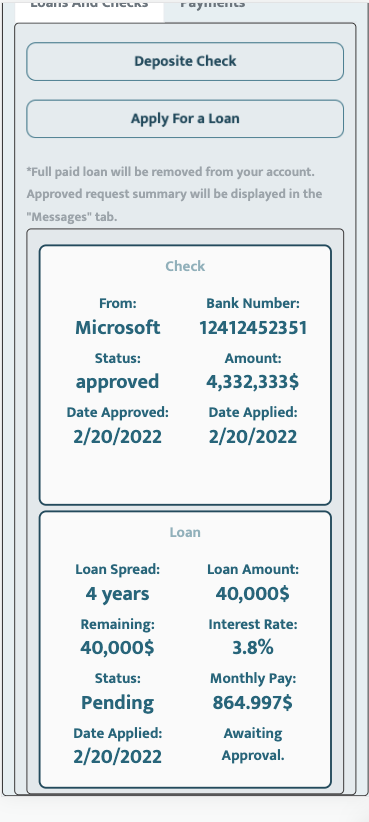 Loans And Checks Payments
Deposite Check
Apply For a Loan
*Full paid loan will be removed from your account.
Approved request summary will be displayed in the
"Messages" tab.
Check
From: Bank Number:
Microsoft 12412452351
Status: Amount:
approved 4,332,333$
Date Approved: Date Applied:
2/20/2022 2/20/2022
Loan
Loan Spread: Loan Amount:
4 years 40,000$
Remaining: Interest Rate:
40,000$ 3.8%
Status: Monthly Pay:
Pending 864.997$
Date Applied: Awaiting
2/20/2022 Approval.